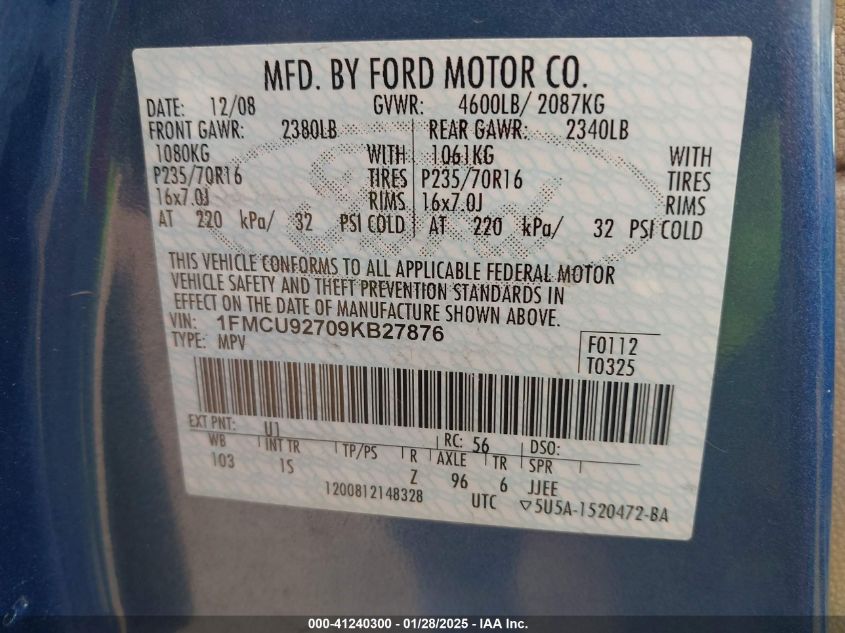 MFD. BY FORD MOTOR CO.
DATE: 12/08 GVWR: 4600LB/ 2087KG
FRONT GAWR: 2380LB REAR GAWR: 2340LB
1080KG WITH 1061KG WITH
P235/70R16 TIRES P235/70R16 TIRES
16x7.0J RIMS 16x7.0J RIMS
AT 220 kPa/ 32 PSI COLD AT 220 kPa/ 32 PSI COLD
THIS VEHICLE CONFORMS TO ALL APPLICABLE FEDERAL MOTOR
VEHICLE SAFETY AND THEFT PREVENTION STANDARDS IN
EFFECT ON THE DATE OF MANUFACTURE SHOWN ABOVE.
VIN: 1FMCU92709KB27876
TYPE: MPV
F0112
T0325
EXT PNT: UJ RC: 56 DSO:
WB INT TR TP/PS R AXLE TR SPR
103 IS Z 96 6 JJEE
1200812148328 UTC ▽5U5A-1520472-BA
000-41240300 - 01/28/2025 - IAA Inc.